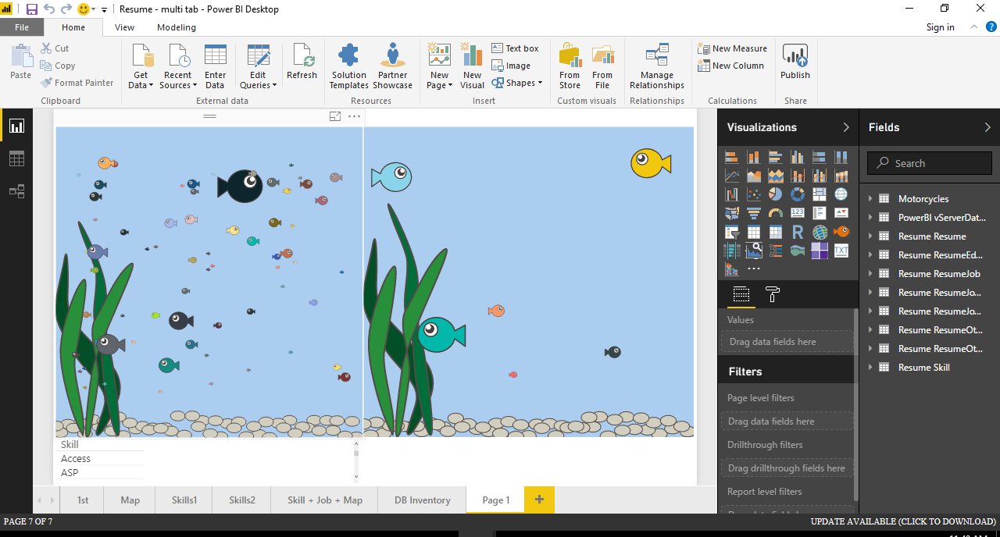 Resume - multi tab - Power BI Desktop
File Home View Modeling Sign in
Paste Cut Copy Format Painter
Get Data Recent Sources Enter Data Edit Queries Refresh
Solution Templates Partner Showcase
New Page New Visual Text box Image Shapes
From Store From File
Manage Relationships
New Measure New Column
Publish
Clipboard External data Resources Insert Custom visuals Relationships Calculations Share
Skill
Access
ASP
1st Map Skills1 Skills2 Skill + Job + Map DB Inventory Page 1 +
Visualizations
123
R
TXT
Values
Drag data fields here
Filters
Page level filters
Drag data fields here
Drillthrough filters
Drag drillthrough fields here
Report level filters
Fields
Search
Motorcycles
PowerBI vServerDat...
Resume Resume
Resume ResumeEd...
Resume ResumeJob
Resume ResumeJo...
Resume ResumeJo...
Resume ResumeOt...
Resume ResumeOt...
Resume Skill
PAGE 7 OF 7 UPDATE AVAILABLE (CLICK TO DOWNLOAD)